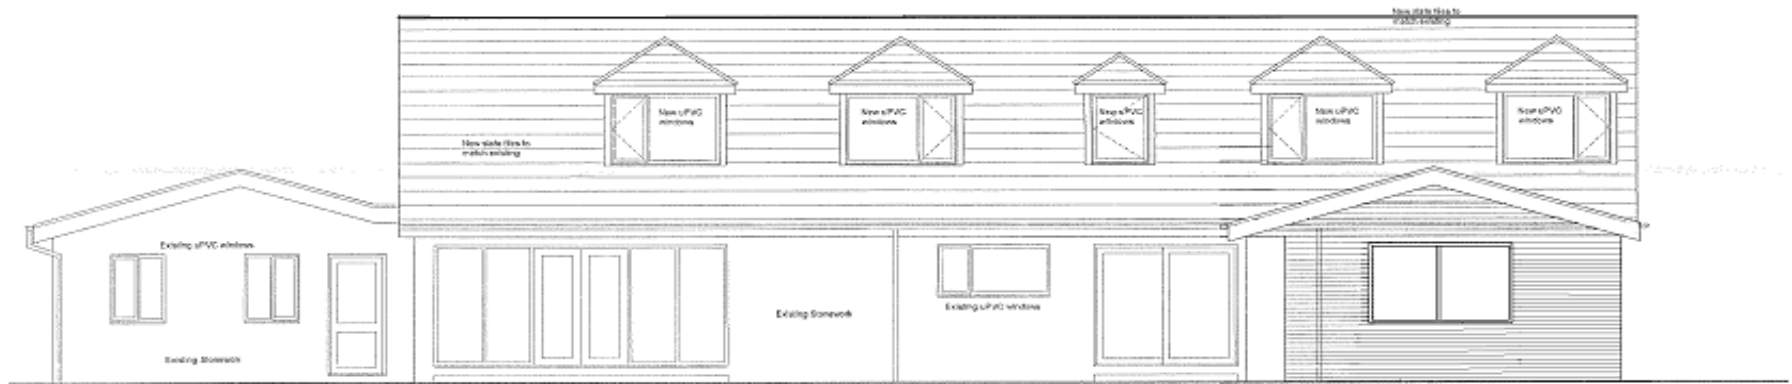 New slate tiles to
match existing
New uPVC
windows
New uPVC
windows
New uPVC
windows
New uPVC
windows
New uPVC
windows
New slate tiles to
match existing
Existing uPVC windows
Existing uPVC windows
Existing Stonework
Existing Stonework